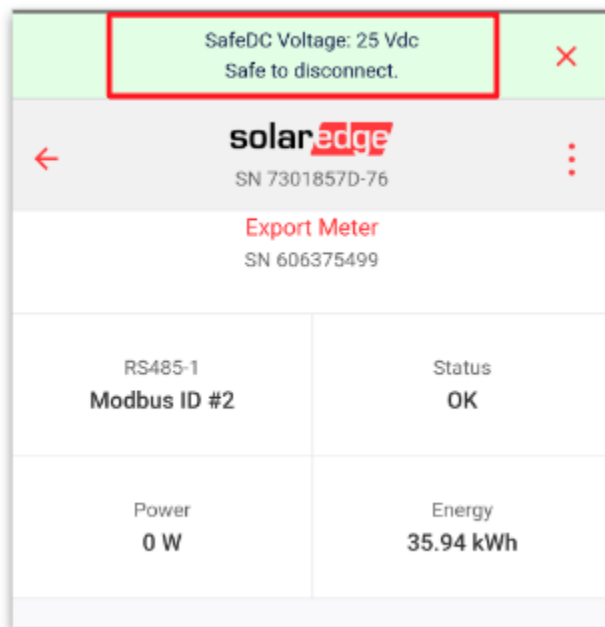 SafeDC Voltage: 25 Vdc
Safe to disconnect.
solaredge
SN 7301857D-76
Export Meter
SN 606375499
RS485-1
Modbus ID #2
Status
OK
Power
0 W
Energy
35.94 kWh